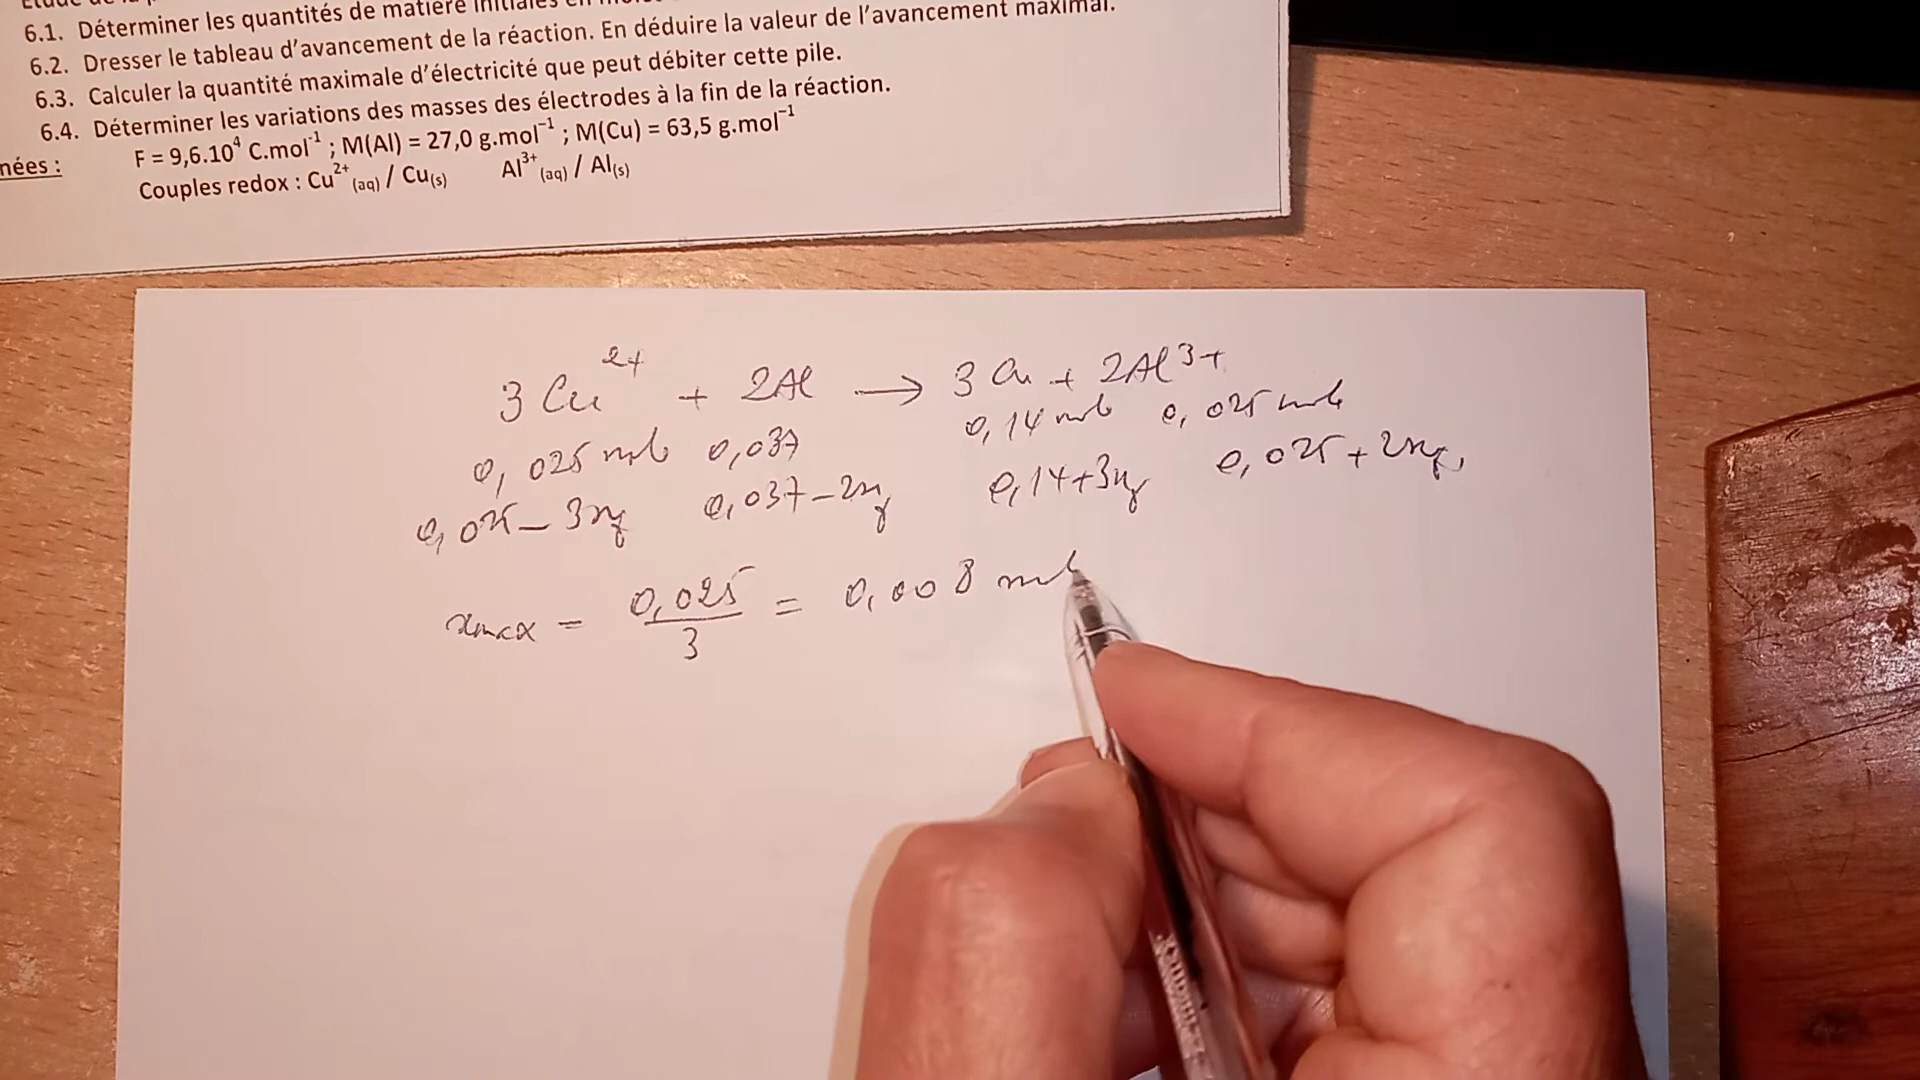 6.1. Déterminer les quantités de matière initiales en
6.2. Dresser le tableau d’avancement de la réaction. En déduire la valeur de l’avancement maximal.
6.3. Calculer la quantité maximale d’électricité que peut débiter cette pile.
6.4. Déterminer les variations des masses des électrodes à la fin de la réaction.
nées : F = 9,6.10⁴ C.mol⁻¹ ; M(Al) = 27,0 g.mol⁻¹ ; M(Cu) = 63,5 g.mol⁻¹
Couples redox : Cu²⁺(aq) / Cu(s) Al³⁺(aq) / Al(s)
3 Cu²⁺ + 2Al → 3 Cu + 2Al³⁺
0,025 mol 0,037 0,14 mol 0,025 mol
0,025 – 3xf 0,037 – 2xf 0,14+3xf 0,025 + 2xf,
xmax = 0,025/3 = 0,008 mol